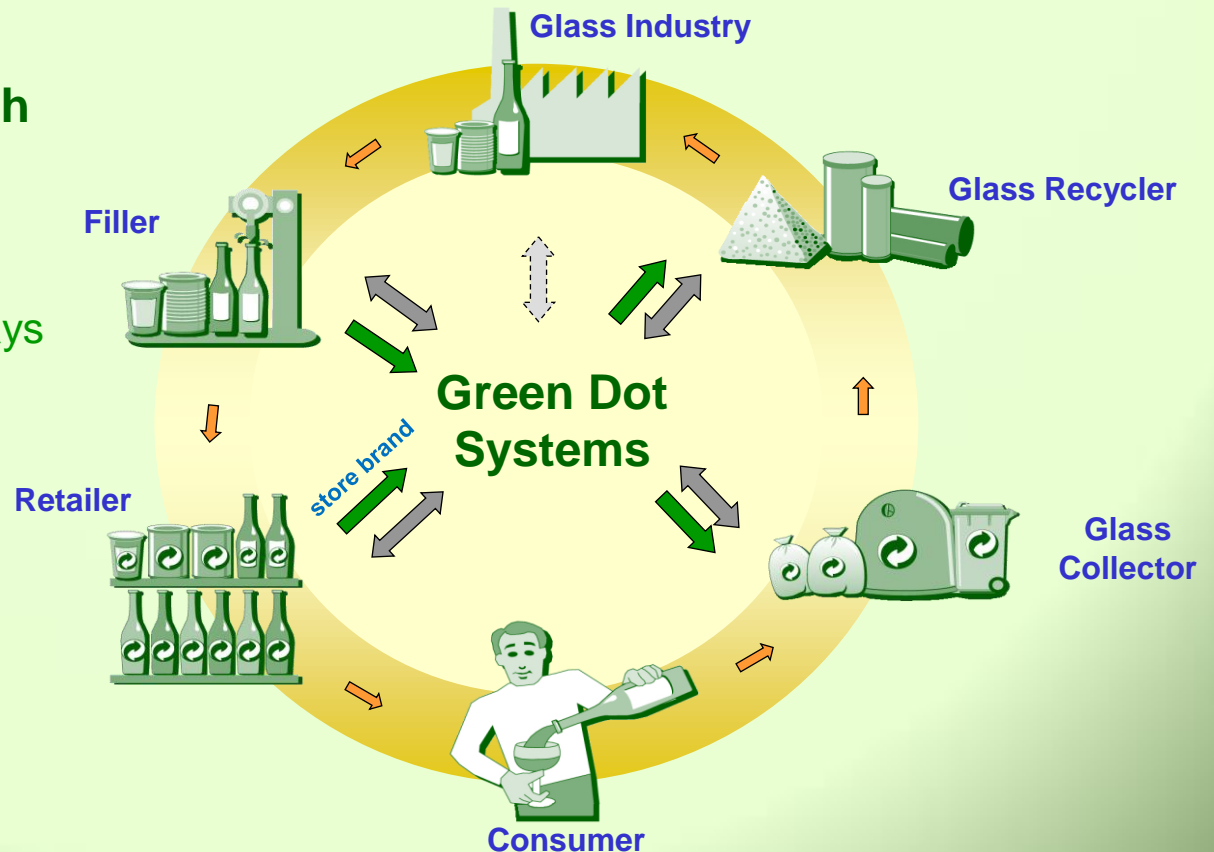 Glass Industry
h
Glass Recycler
Filler
ys
Green Dot
Systems
store brand
Retailer
Glass
Collector
Consumer